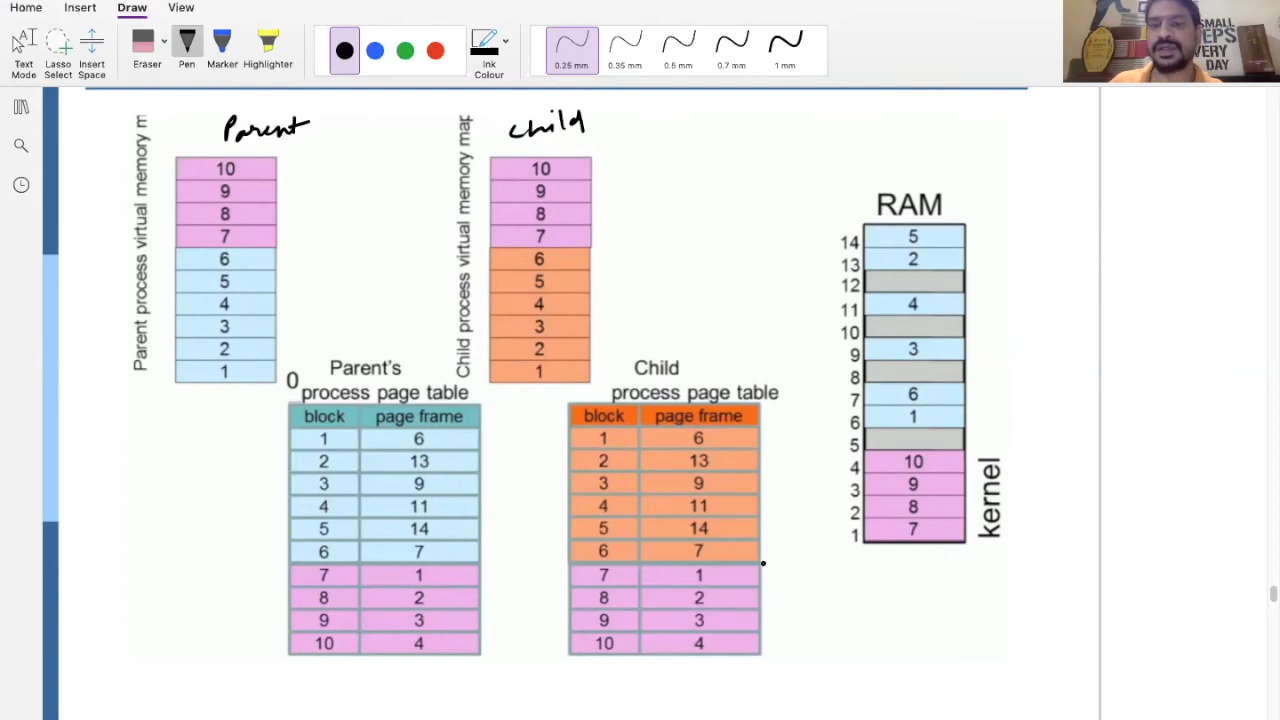 Home Insert Draw View
Text Mode
Lasso Select
Insert Space
Eraser
Pen
Marker
Highlighter
Ink Colour
0.25 mm
0.35 mm
0.5 mm
0.7 mm
1 mm
SMALL
STEPS
EVERY
DAY
Parent
Child
Parent process virtual memory m
10
9
8
7
6
5
4
3
2
1
0
Child process virtual memory map
10
9
8
7
6
5
4
3
2
1
Parent's
process page table
block page frame
1 6
2 13
3 9
4 11
5 14
6 7
7 1
8 2
9 3
10 4
Child
process page table
block page frame
1 6
2 13
3 9
4 11
5 14
6 7
7 1
8 2
9 3
10 4
RAM
14 5
13 2
12
11 4
10
9 3
8
7 6
6 1
5
4 10
3 9
2 8
1 7
kernel